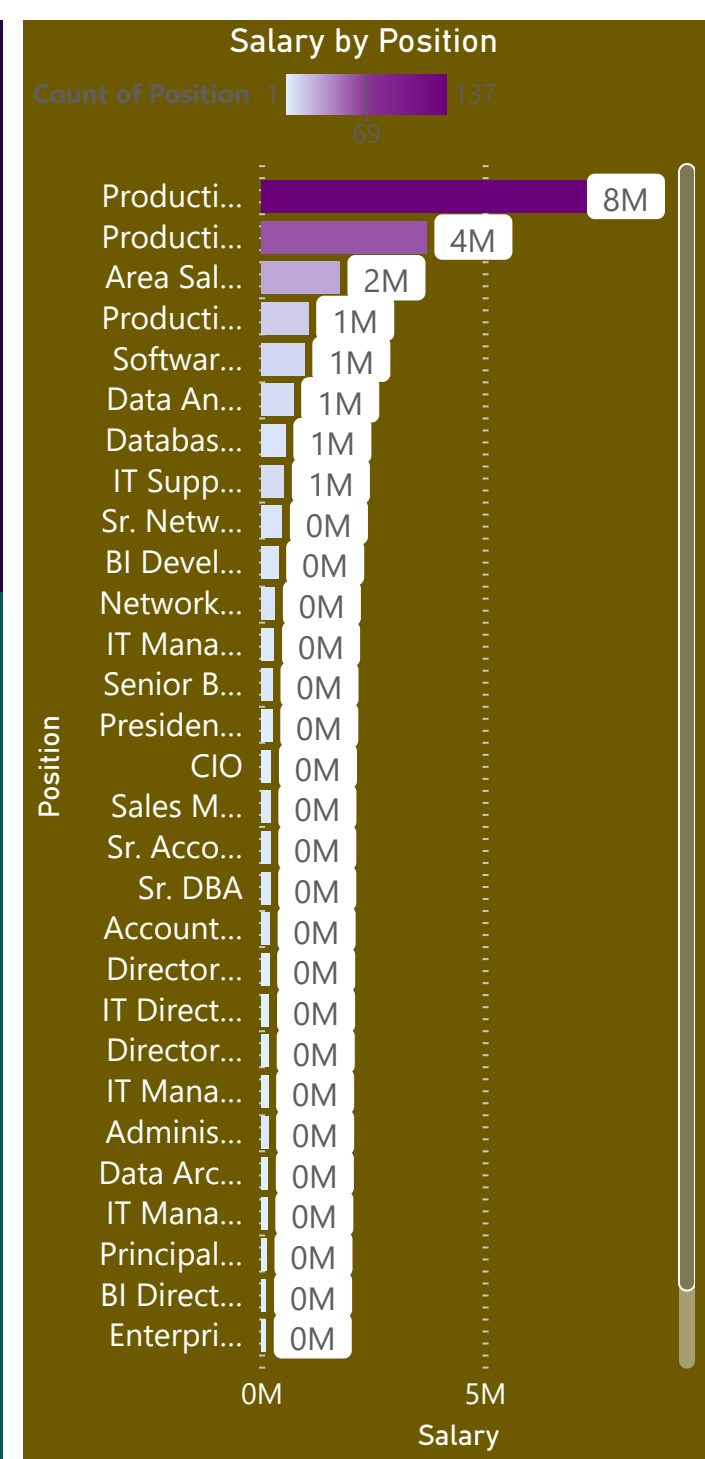 Salary by Position
Count of Position 1 137
69
Producti... 8M
Producti... 4M
Area Sal... 2M
Producti... 1M
Softwar... 1M
Data An... 1M
Databas... 1M
IT Supp... 1M
Sr. Netw... 0M
BI Devel... 0M
Network... 0M
IT Mana... 0M
Senior B... 0M
Presiden... 0M
CIO 0M
Sales M... 0M
Sr. Acco... 0M
Sr. DBA 0M
Account... 0M
Director... 0M
IT Direct... 0M
Director... 0M
IT Mana... 0M
Adminis... 0M
Data Arc... 0M
IT Mana... 0M
Principal... 0M
BI Direct... 0M
Enterpri... 0M
Position
0M 5M
Salary